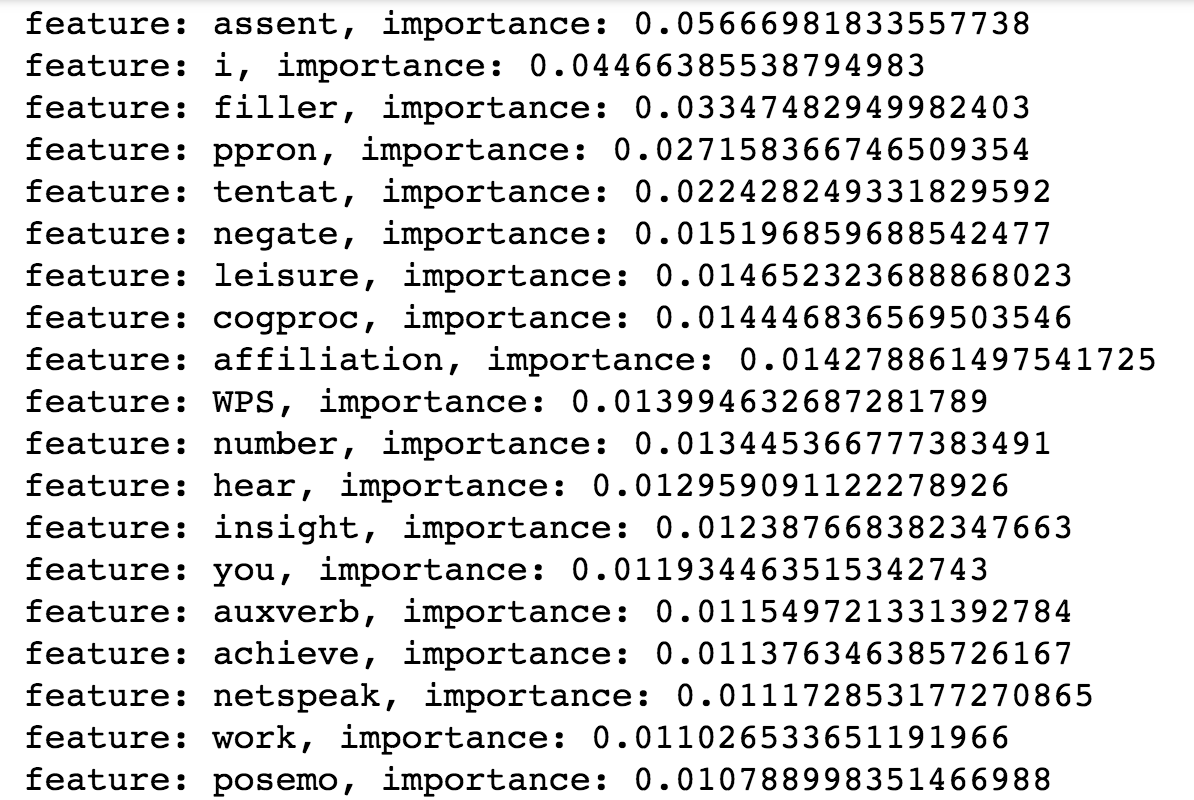 feature: assent, importance: 0.05666981833557738
feature: i, importance: 0.04466385538794983
feature: filler, importance: 0.03347482949982403
feature: ppron, importance: 0.027158366746509354
feature: tentat, importance: 0.022428249331829592
feature: negate, importance: 0.015196859688542477
feature: leisure, importance: 0.014652323688868023
feature: cogproc, importance: 0.014446836569503546
feature: affiliation, importance: 0.014278861497541725
feature: WPS, importance: 0.013994632687281789
feature: number, importance: 0.013445366777383491
feature: hear, importance: 0.012959091122278926
feature: insight, importance: 0.012387668382347663
feature: you, importance: 0.011934463515342743
feature: auxverb, importance: 0.011549721331392784
feature: achieve, importance: 0.011376346385726167
feature: netspeak, importance: 0.011172853177270865
feature: work, importance: 0.011026533651191966
feature: posemo, importance: 0.010788998351466988